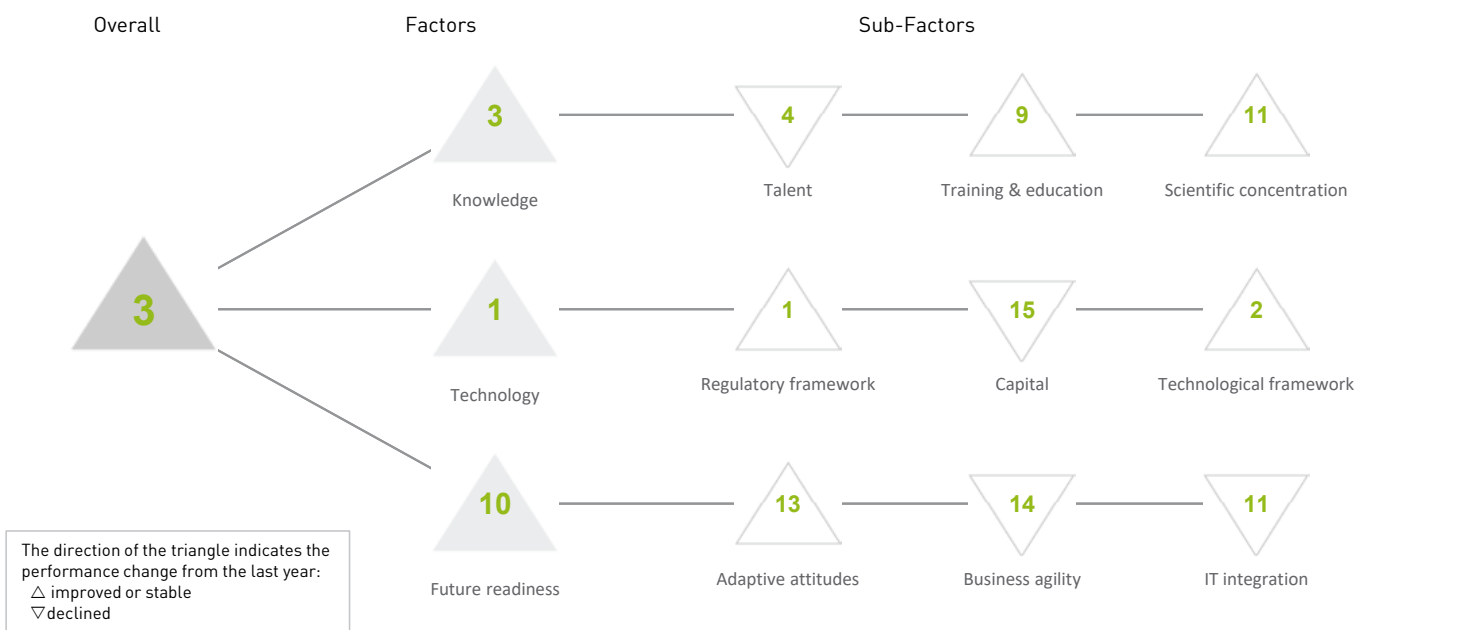 Overall Factors Sub-Factors
3 4 9 11
Knowledge Talent Training & education Scientific concentration
3
1 1 15 2
Technology Regulatory framework Capital Technological framework
10 13 14 11
Future readiness Adaptive attitudes Business agility IT integration
The direction of the triangle indicates the
performance change from the last year:
△ improved or stable
▽ declined